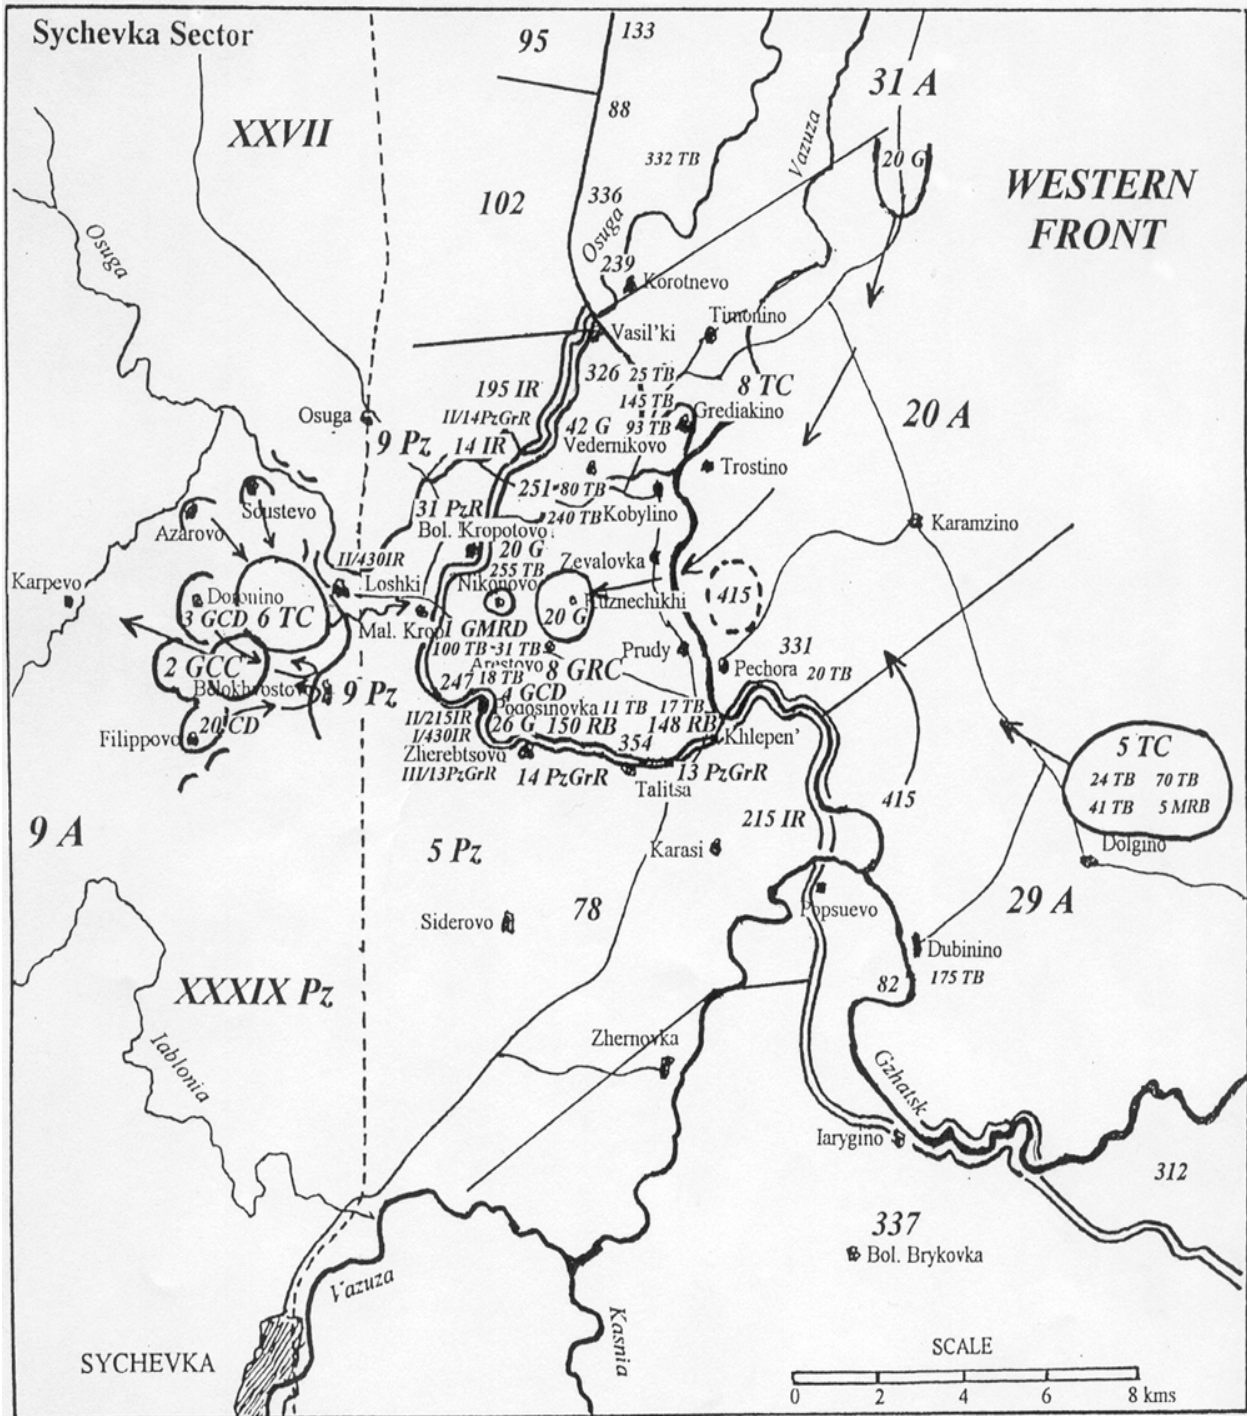 Sychevka Sector
95
133
31 A
88
XXVII
Vazuza
332 TB
20 G
WESTERN
FRONT
102
336
Osuga
Osuga
239
Korotnevo
Timonino
Vasil'ki
326
25 TB
8 TC
195 IR
145 TB
Grediakino
20 A
Osuga
II/14PzGrR
42 G
93 TB
9 Pz
14 IR
Vedernikovo
Trostino
251
80 TB
Soustevo
31 PzR
Kobylino
Azarovo
240 TB
Karamzino
Bol. Kropotovo
20 G
Zevalovka
II/430IR
255 TB
Karpevo
Loshki
Nikonovo
Kuznechikhi
415
Doronino
3 GCD
6 TC
20 G
Mal. Krop
1 GMRD
331
100 TB
31 TB
Prudy
2 GCC
Arestovo
8 GRC
Pechora
20 TB
Belokhvostovo
9 Pz
247
18 TB
4 GCD
Pogosinovka
11 TB
17 TB
20 CD
II/215IR
26 G
150 RB
148 RB
Filippovo
I/430IR
354
Khlepen'
5 TC
Zherebtsovo
24 TB
70 TB
III/13PzGrR
14 PzGrR
13 PzGrR
Talitsa
415
41 TB
5 MRB
9 A
215 IR
Dolgino
5 Pz
Karasi
Popsuevo
29 A
Siderovo
78
Dubinino
XXXIX Pz
82
175 TB
Iablonia
Zhernovka
Gzhatsk
Iarygino
312
337
Bol. Brykovka
Vazuza
Kasnia
SYCHEVKA
SCALE
0 2 4 6 8 kms